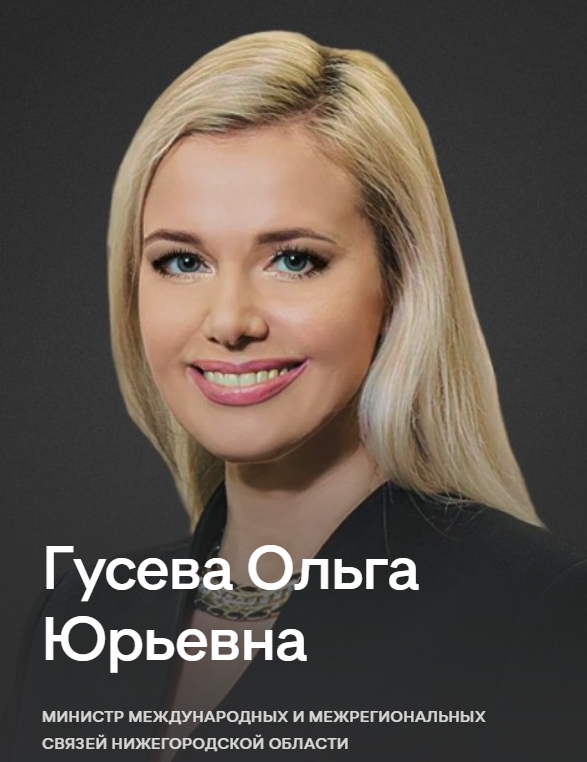 Гусева Ольга
Юрьевна
МИНИСТР МЕЖДУНАРОДНЫХ И МЕЖРЕГИОНАЛЬНЫХ
СВЯЗЕЙ НИЖЕГОРОДСКОЙ ОБЛАСТИ